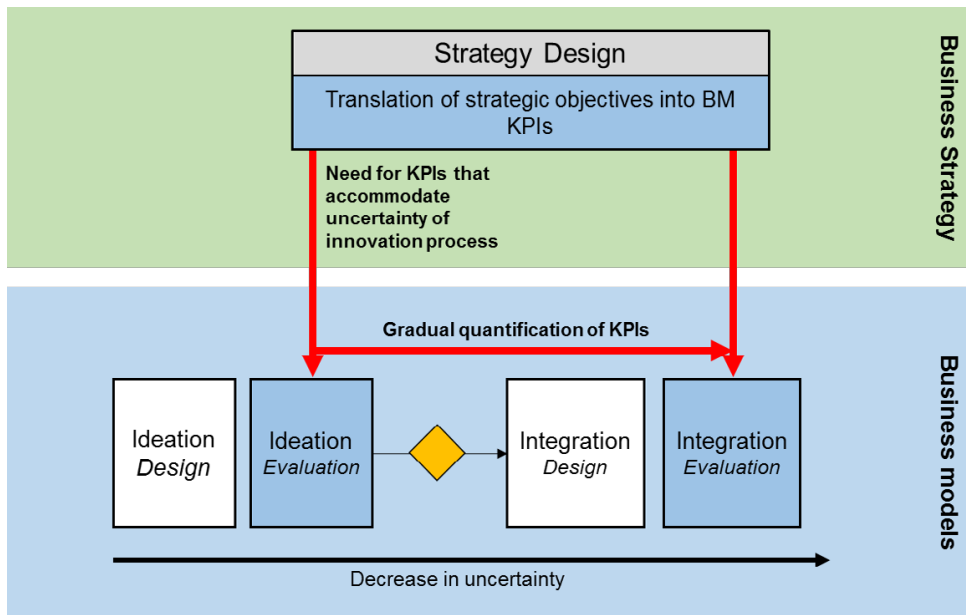 Strategy Design
Translation of strategic objectives into BM
KPIs
Business Strategy
Need for KPIs that
accommodate
uncertainty of
innovation process
Gradual quantification of KPIs
Business models
Ideation
Design
Ideation
Evaluation
Integration
Design
Integration
Evaluation
Decrease in uncertainty